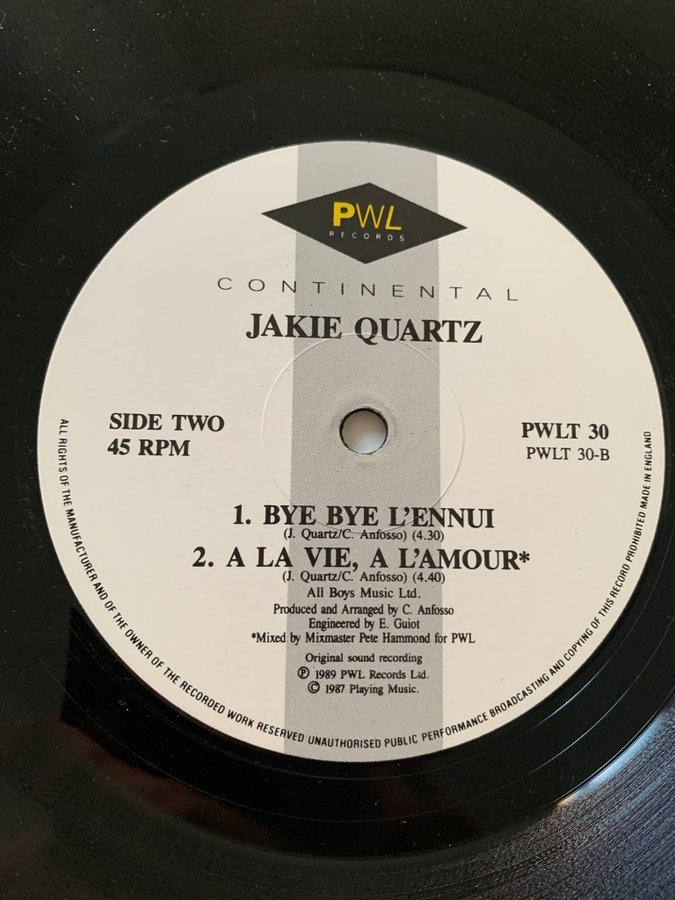 PWL
RECORDS
CONTINENTAL
JAKIE QUARTZ
SIDE TWO
45 RPM
PWLT 30
PWLT 30-B
1. BYE BYE L'ENNUI
(J. Quartz/C. Anfosso) (4.30)
2. A LA VIE, A L'AMOUR*
(J. Quartz/C. Anfosso) (4.40)
All Boys Music Ltd.
Produced and Arranged by C. Anfosso
Engineered by E. Guiot
*Mixed by Mixmaster Pete Hammond for PWL
Original sound recording
Ⓟ 1989 PWL Records Ltd.
© 1987 Playing Music.
ALL RIGHTS OF THE MANUFACTURER AND OF THE OWNER OF THE RECORDED WORK RESERVED·UNAUTHORISED PUBLIC PERFORMANCE BROADCASTING AND COPYING OF THIS RECORD PROHIBITED MADE IN ENGLAND